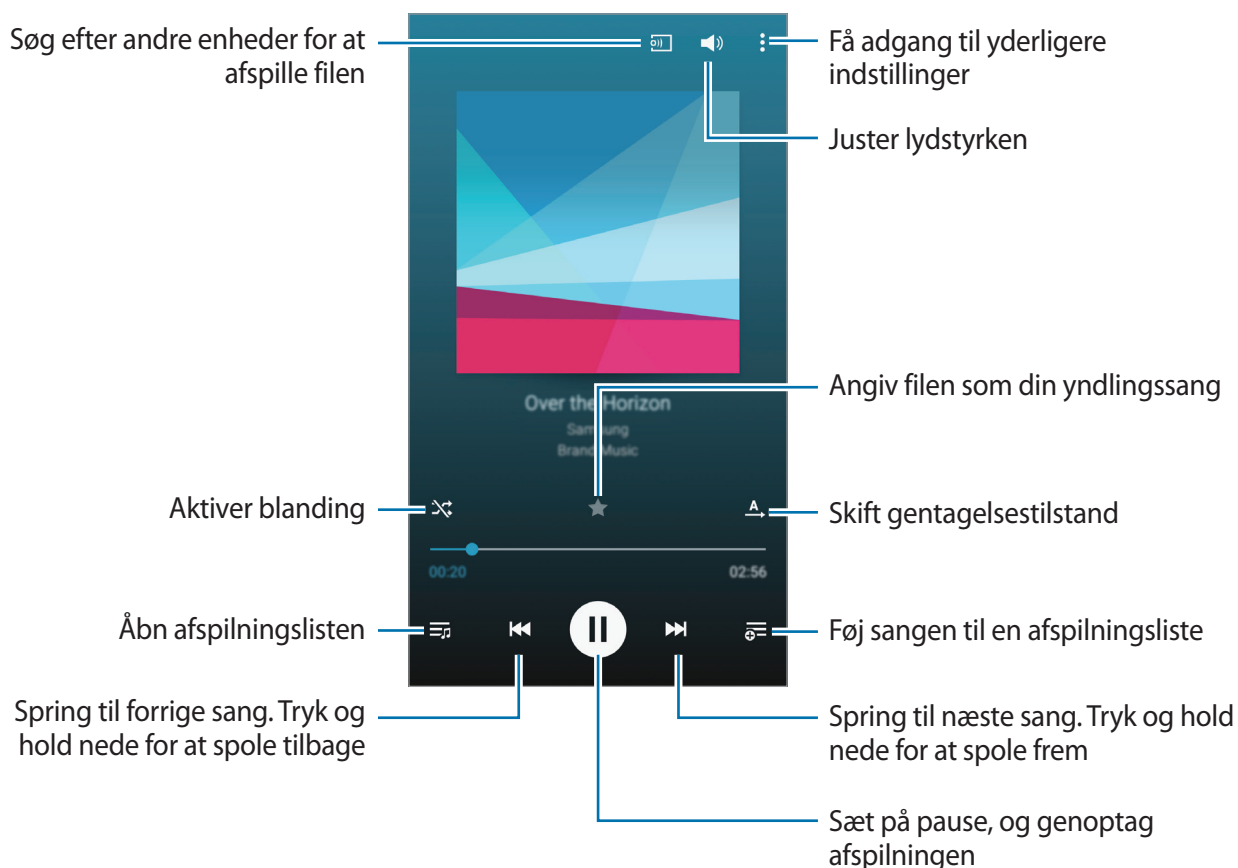 Søg efter andre enheder for at
afspille filen
Få adgang til yderligere
indstillinger
Juster lydstyrken
Angiv filen som din yndlingssang
Over the Horizon
Samsung
Brand Music
Aktiver blanding
A
Skift gentagelsestilstand
00:20
02:56
Åbn afspilningslisten
Føj sangen til en afspilningsliste
Spring til forrige sang. Tryk og
hold nede for at spole tilbage
Spring til næste sang. Tryk og hold
nede for at spole frem
Sæt på pause, og genoptag
afspilningen